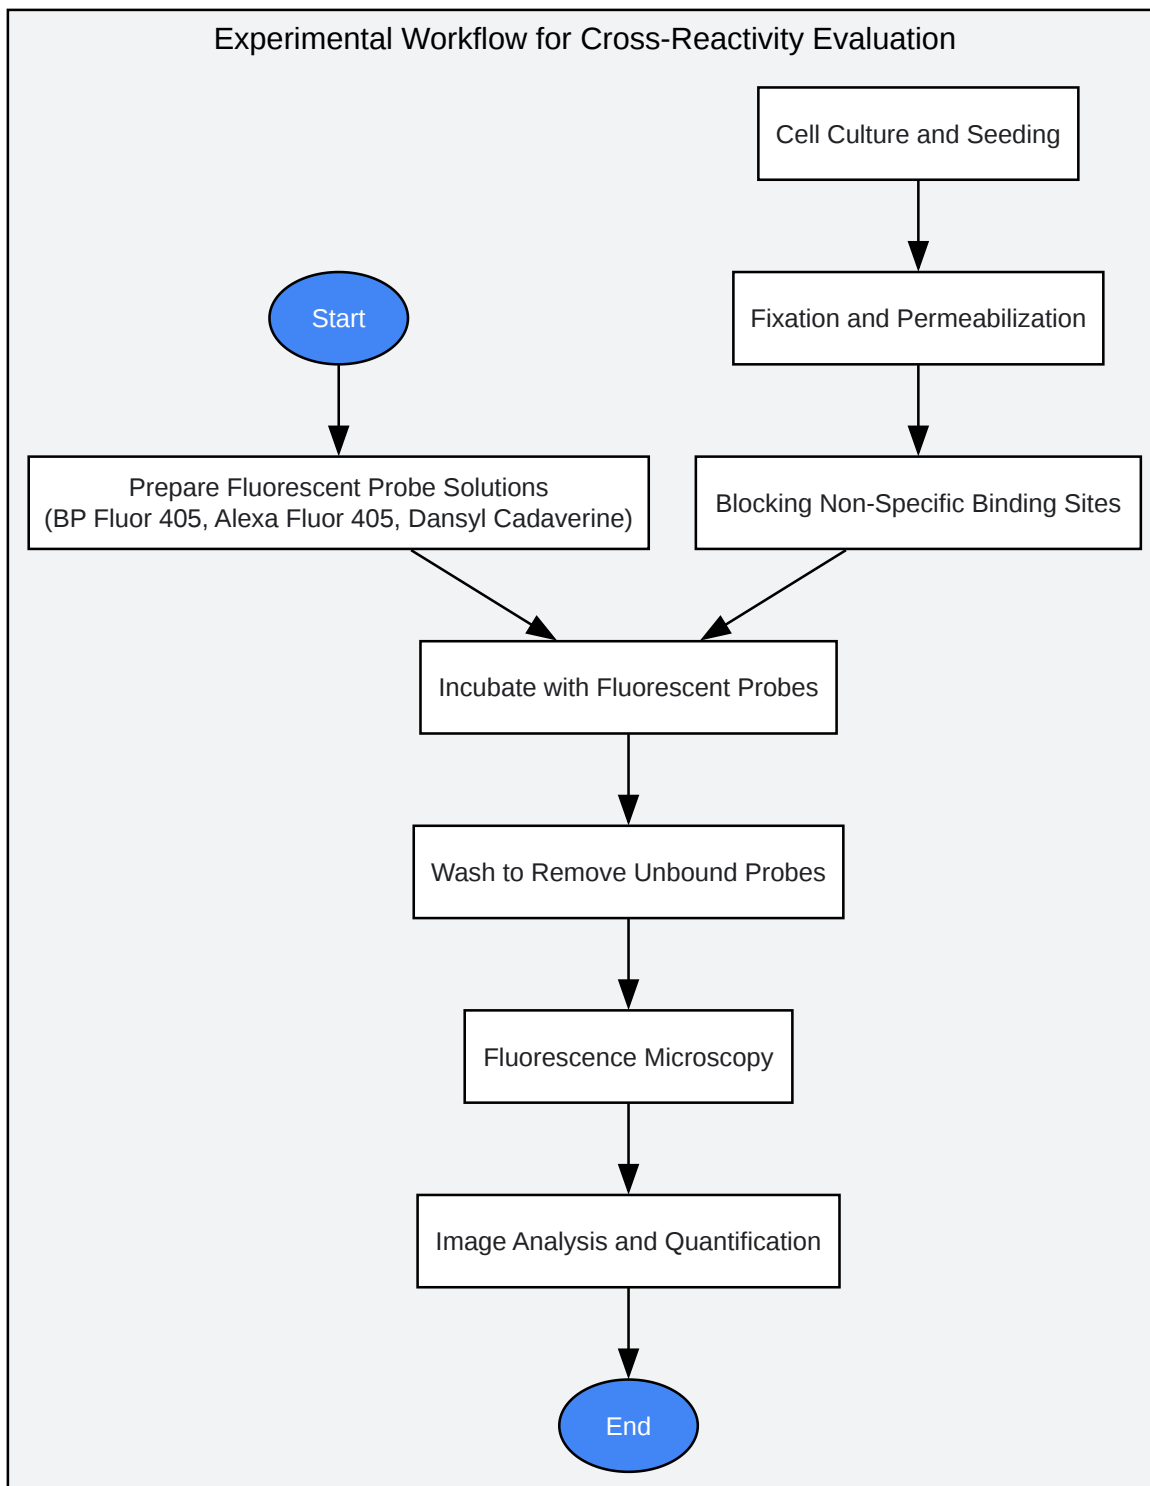 Experimental Workflow for Cross-Reactivity Evaluation
Cell Culture and Seeding
Start
Fixation and Permeabilization
Prepare Fluorescent Probe Solutions
(BP Fluor 405, Alexa Fluor 405, Dansyl Cadaverine)
Blocking Non-Specific Binding Sites
Incubate with Fluorescent Probes
Wash to Remove Unbound Probes
Fluorescence Microscopy
Image Analysis and Quantification
End